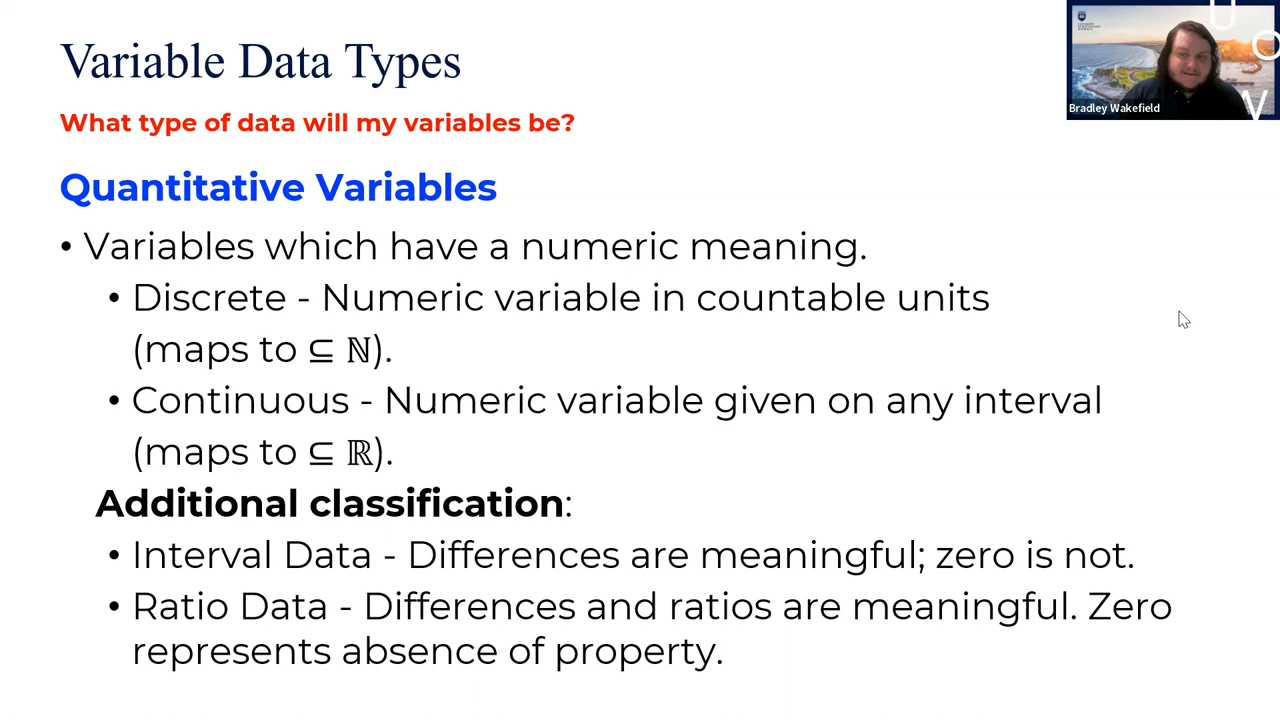 Variable Data Types
What type of data will my variables be?
Quantitative Variables
• Variables which have a numeric meaning.
• Discrete - Numeric variable in countable units
(maps to ⊆ ℕ).
• Continuous - Numeric variable given on any interval
(maps to ⊆ ℝ).
Additional classification:
• Interval Data - Differences are meaningful; zero is not.
• Ratio Data - Differences and ratios are meaningful. Zero
represents absence of property.
U
O
W
Bradley Wakefield